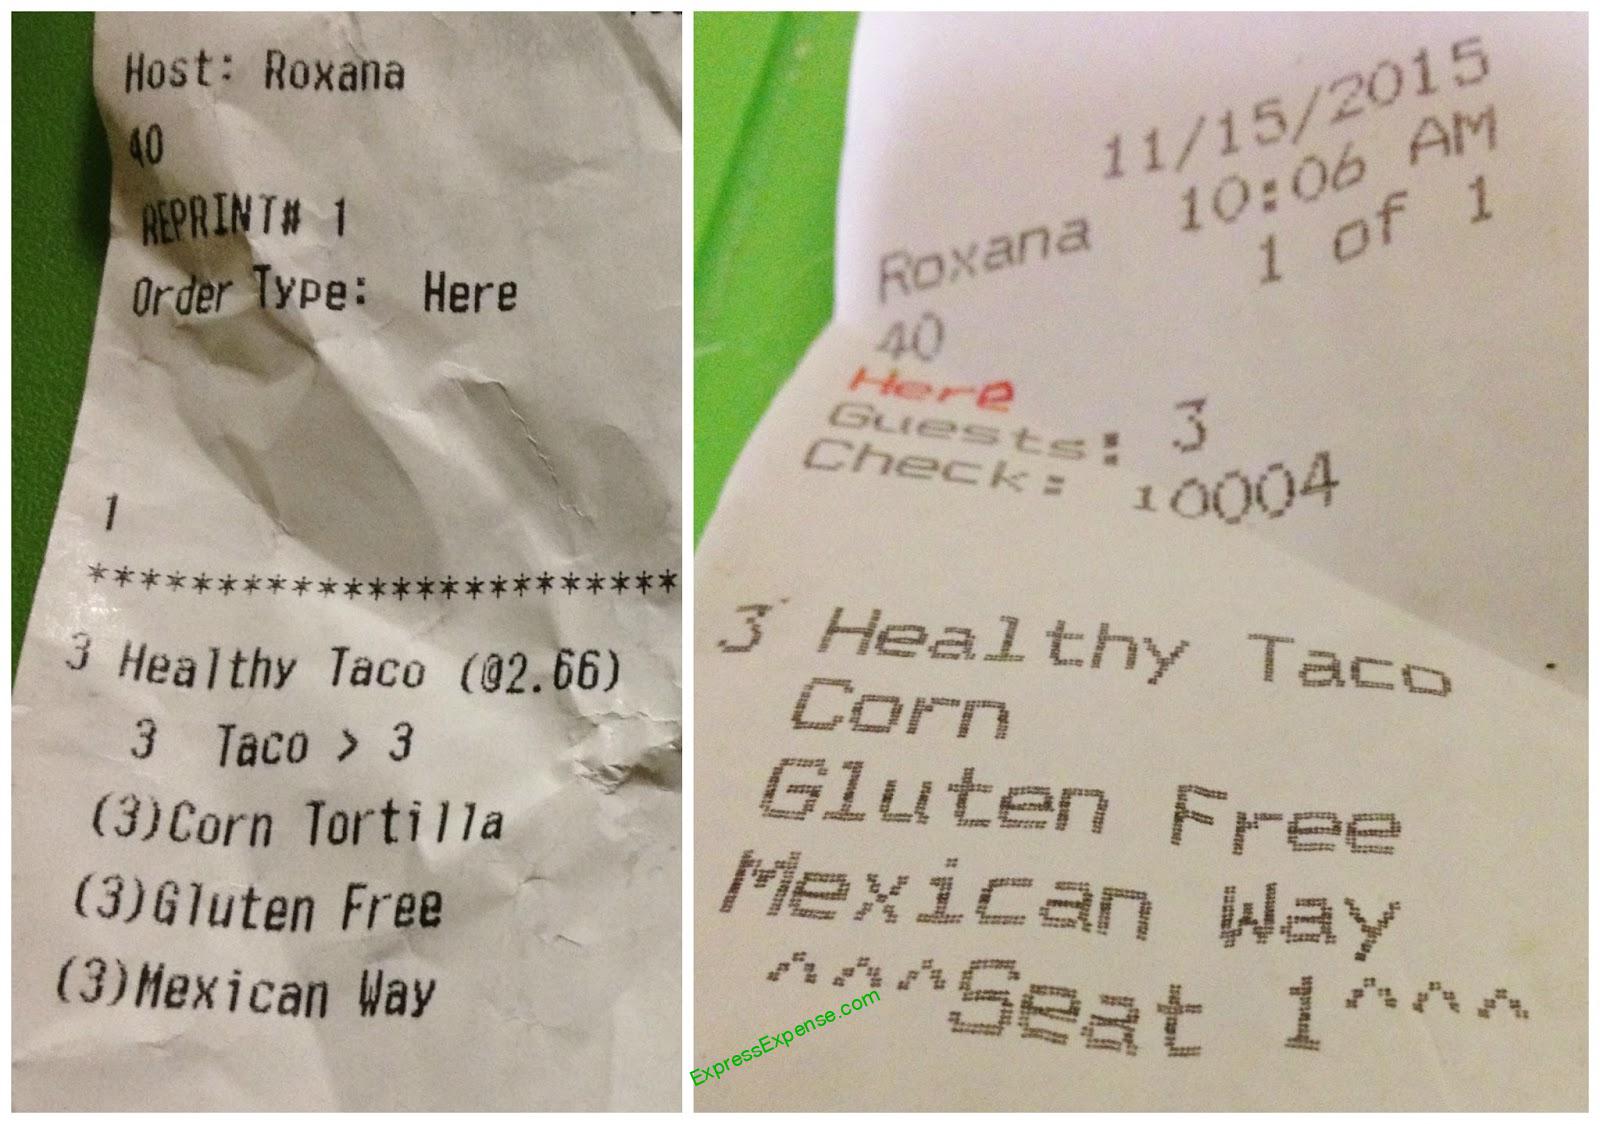 Host: Roxana
40
REPRINT# 1
Order Type: Here
1
***********************
3 Healthy Taco (@2.66)
3 Taco > 3
(3)Corn Tortilla
(3)Gluten Free
(3)Mexican Way
11/15/2015
Roxana 10:06 AM
40 1 of 1
Here
Guests: 3
Check: 10004
3 Healthy Taco
Corn
Gluten Free
Mexican Way
^^^Seat 1^^^
ExpressExpense.com